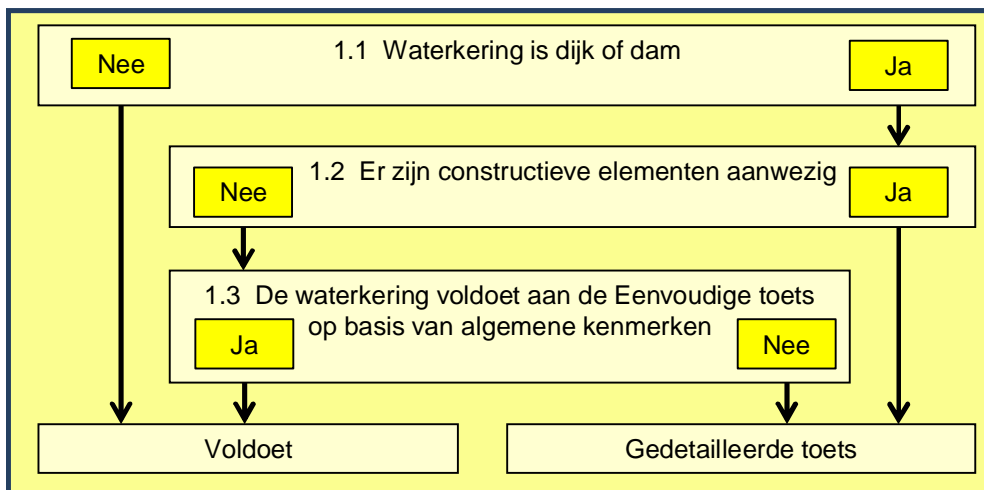 1.1 Waterkering is dijk of dam
Nee
Ja
1.2 Er zijn constructieve elementen aanwezig
Nee
Ja
1.3 De waterkering voldoet aan de Eenvoudige toets
op basis van algemene kenmerken
Ja
Nee
Voldoet
Gedetailleerde toets